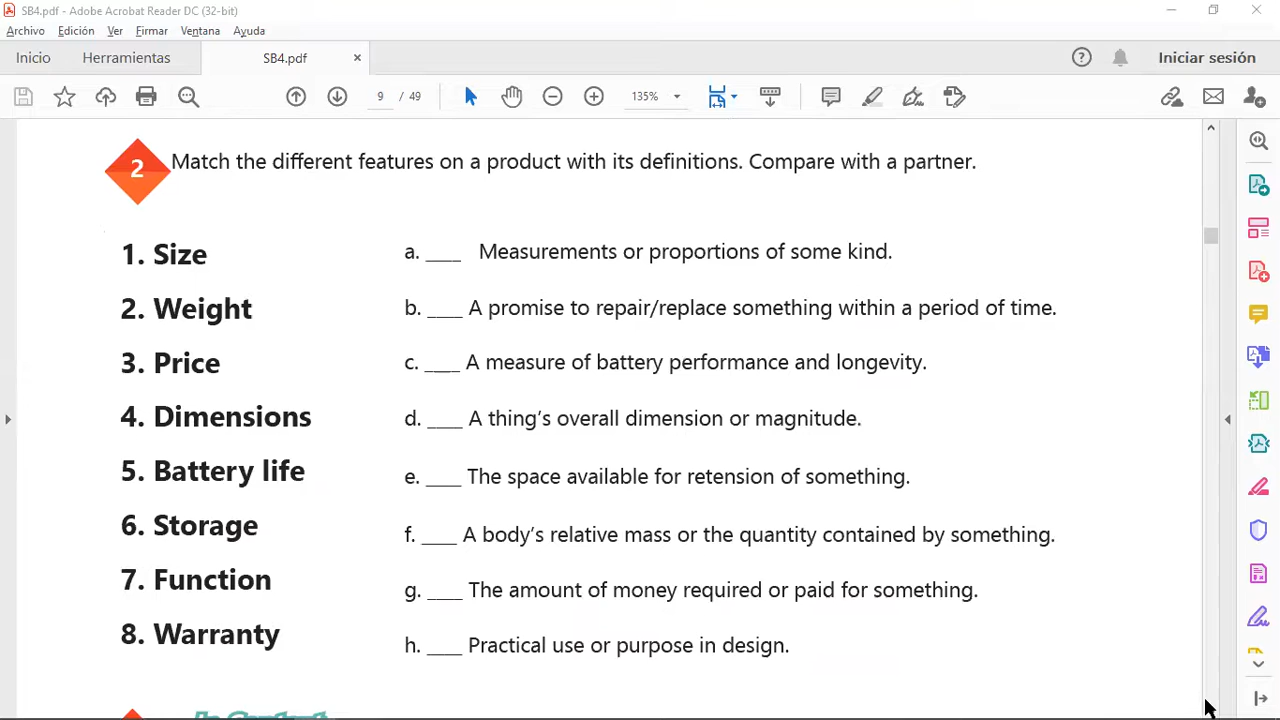 SB4.pdf - Adobe Acrobat Reader DC (32-bit)
Archivo Edición Ver Firmar Ventana Ayuda
Inicio Herramientas SB4.pdf × Iniciar sesión
9 / 49 135%
2 Match the different features on a product with its definitions. Compare with a partner.
1. Size a. ____ Measurements or proportions of some kind.
2. Weight b. ____ A promise to repair/replace something within a period of time.
3. Price c. ____ A measure of battery performance and longevity.
4. Dimensions d. ____ A thing's overall dimension or magnitude.
5. Battery life e. ____ The space available for retension of something.
6. Storage f. ____ A body's relative mass or the quantity contained by something.
7. Function g. ____ The amount of money required or paid for something.
8. Warranty h. ____ Practical use or purpose in design.